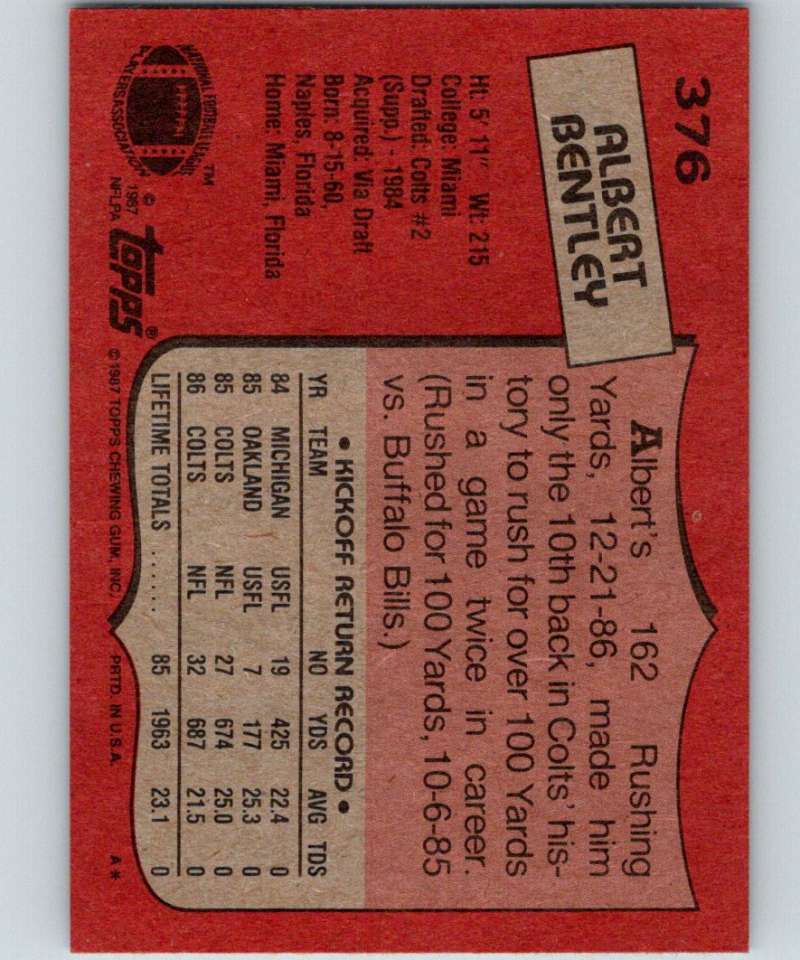 376
ALBERT
BENTLEY
Ht: 5' 11" Wt: 215
College: Miami
Drafted: Colts #2
(Supp.) - 1984
Acquired: Via Draft
Born: 8-15-60,
Naples, Florida
Home: Miami, Florida
NATIONAL FOOTBALL LEAGUE
PLAYERS ASSOCIATION
TM
©
1987
NFLPA
topps®
Albert's 162 Rushing
Yards, 12-21-86, made him
only the 10th back in Colts' his-
tory to rush for over 100 Yards
in a game twice in career.
(Rushed for 100 Yards, 10-6-85
vs. Buffalo Bills.)
• KICKOFF RETURN RECORD •
YR TEAM NO YDS AVG TDS
84 MICHIGAN USFL 19 425 22.4 0
85 OAKLAND USFL 7 177 25.3 0
85 COLTS NFL 27 674 25.0 0
86 COLTS NFL 32 687 21.5 0
LIFETIME TOTALS ...... 85 1963 23.1 0
©1987 TOPPS CHEWING GUM, INC. PRTD. IN U.S.A. A*